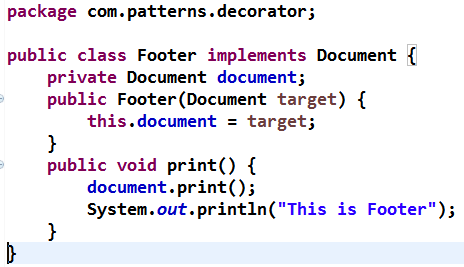 package com.patterns.decorator;
public class Footer implements Document {
private Document document;
public Footer(Document target) {
this.document = target;
}
public void print() {
document.print();
System.out.println("This is Footer");
}
}